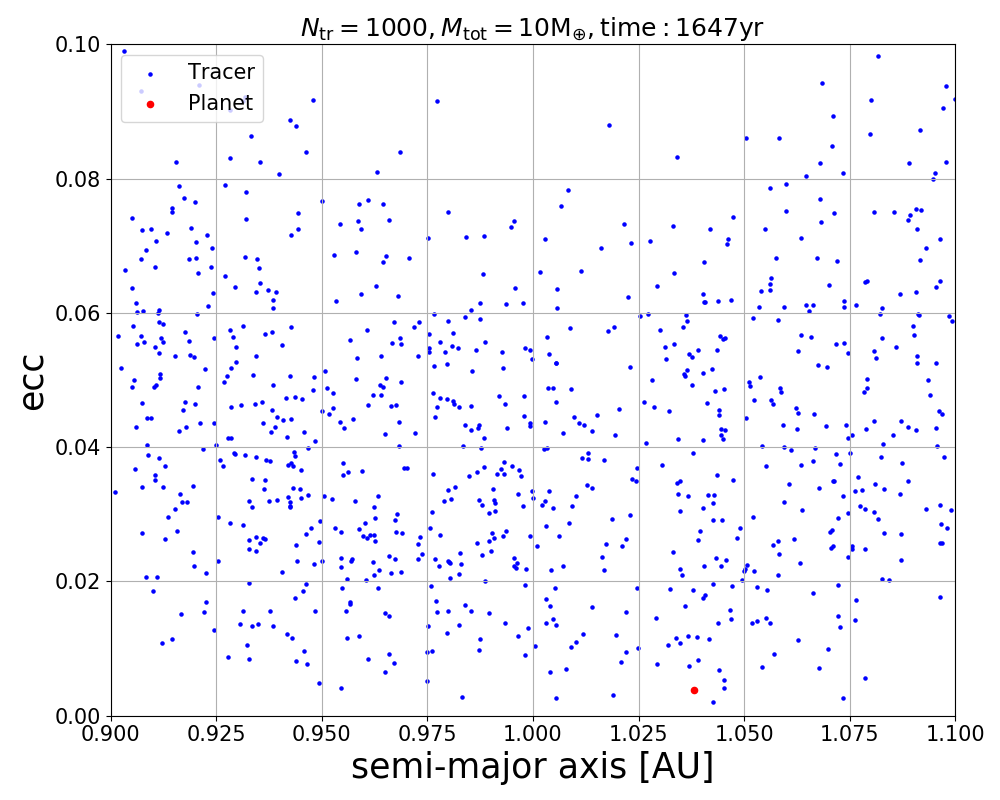 N_tr = 1000, M_tot = 10M_⊕, time : 1647yr
Tracer
Planet
0.10
0.08
0.06
0.04
0.02
0.00
ecc
0.900 0.925 0.950 0.975 1.000 1.025 1.050 1.075 1.100
semi-major axis [AU]